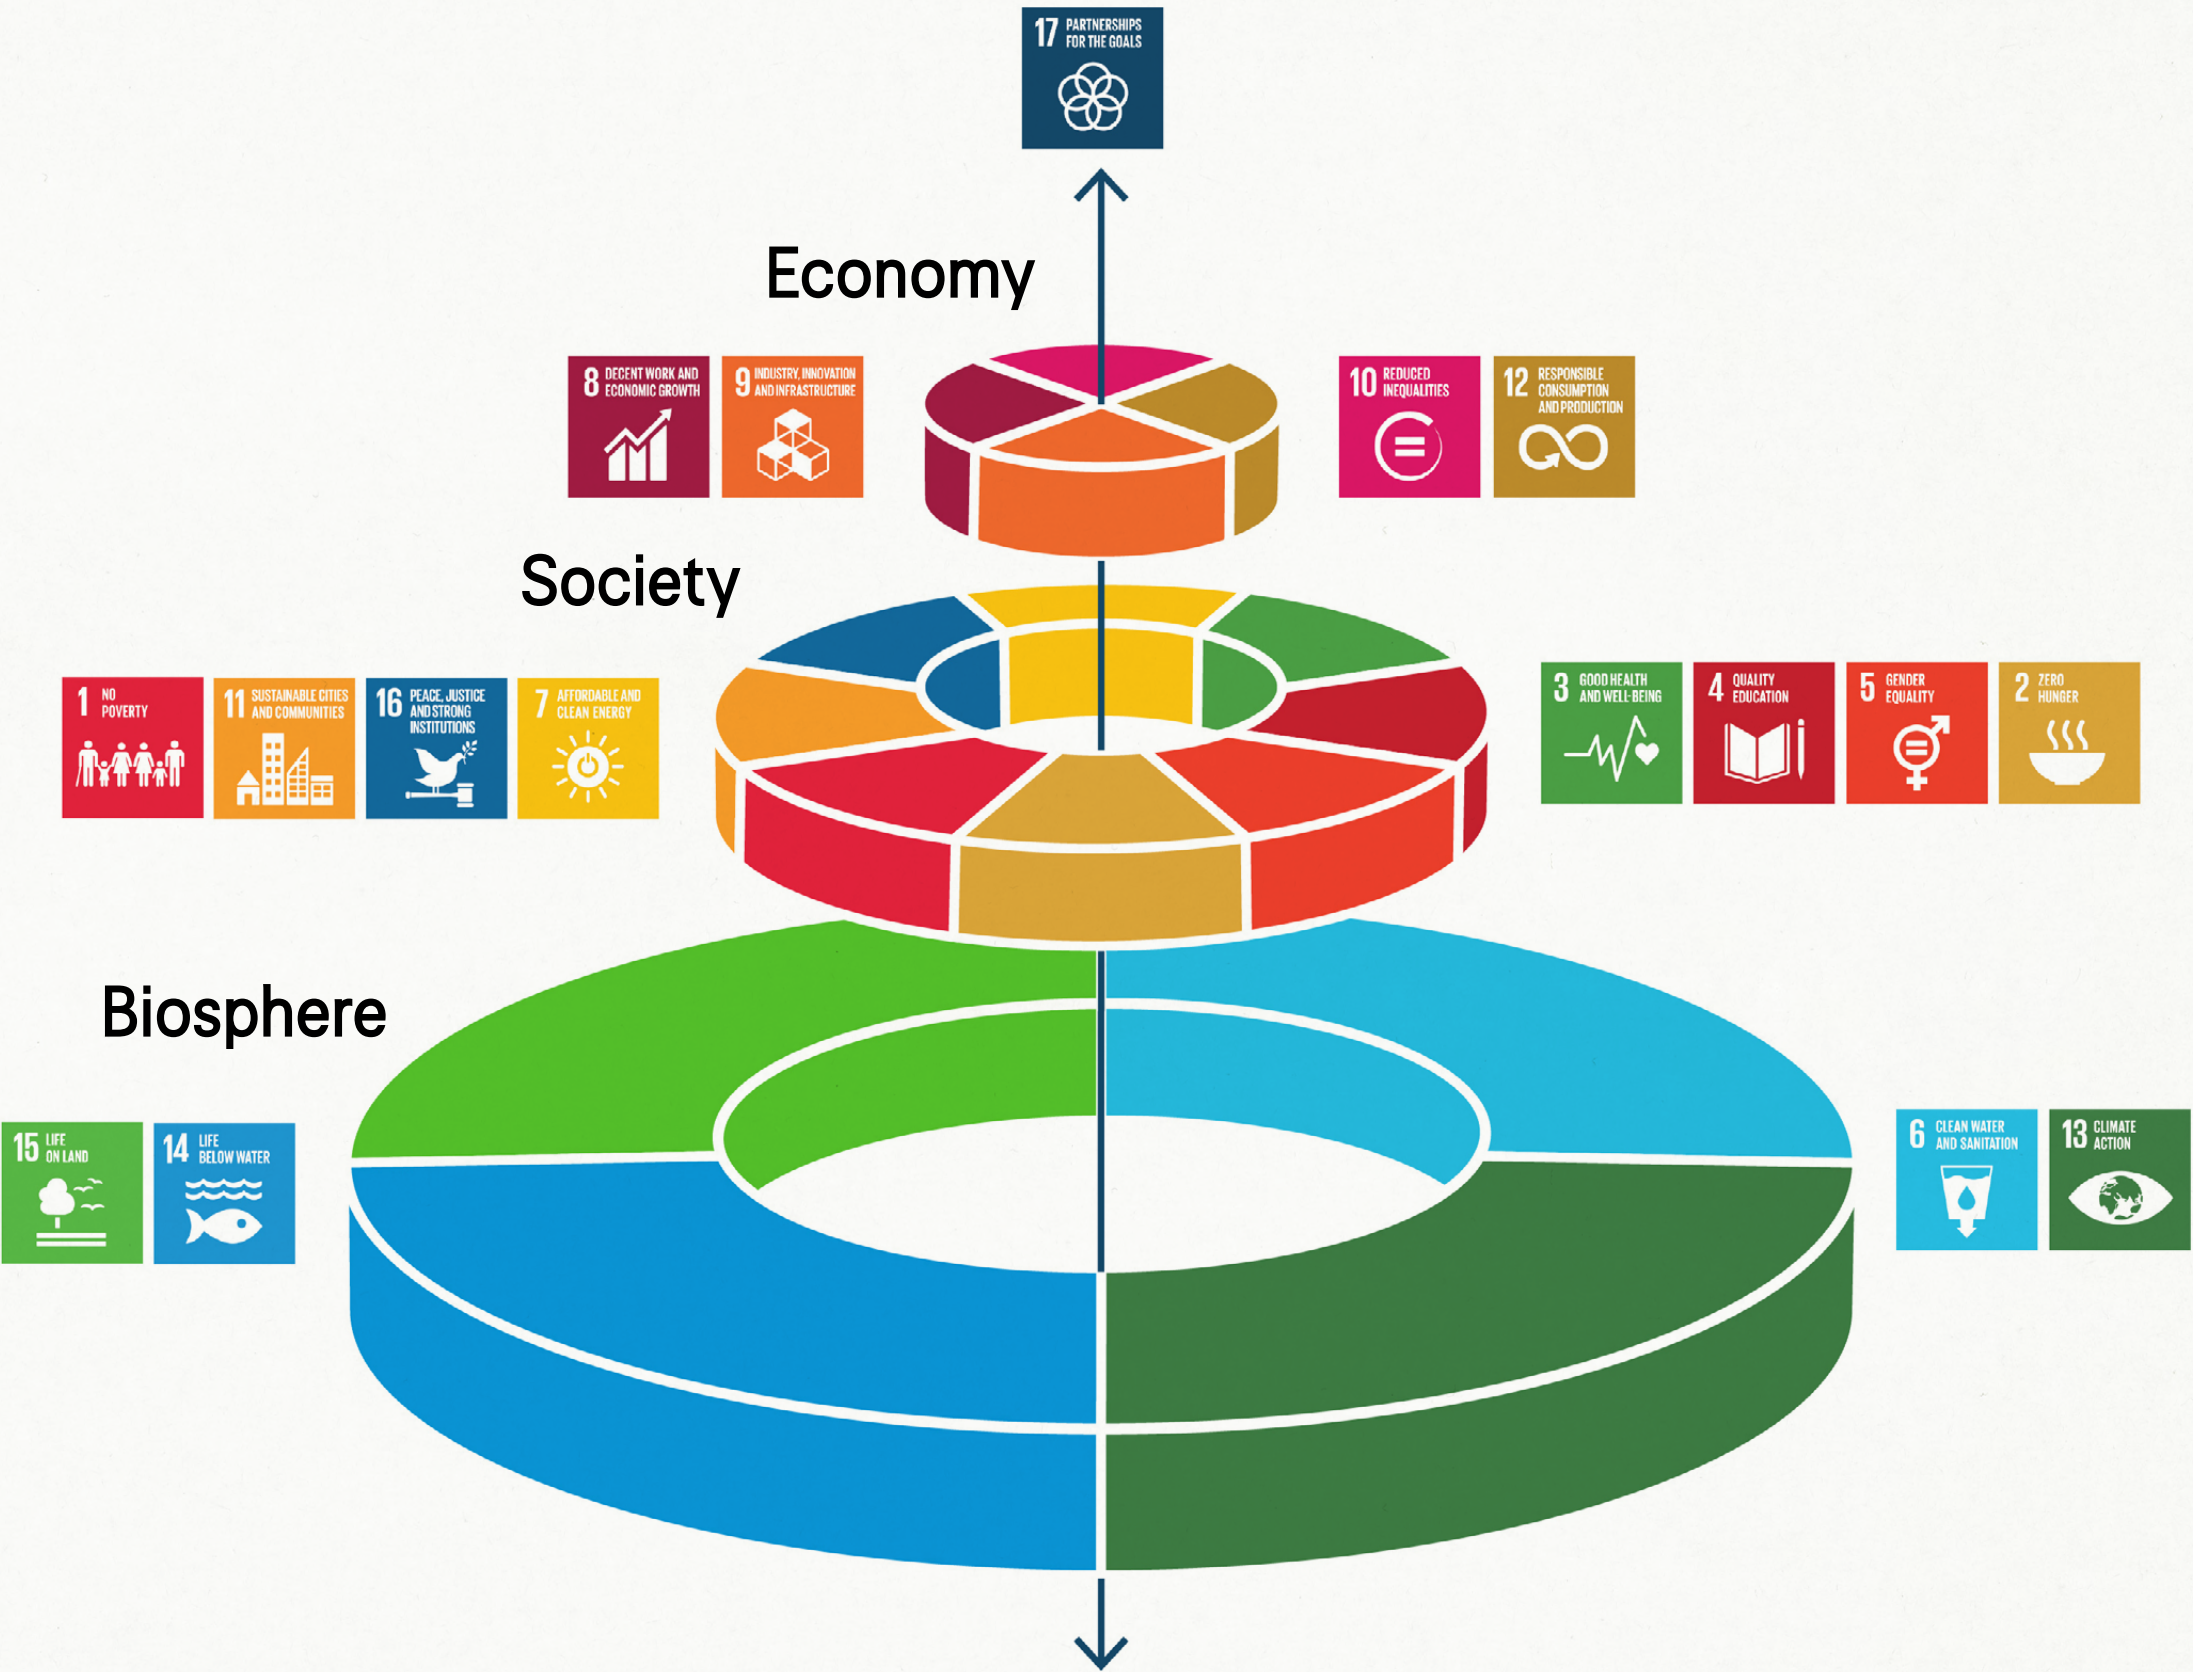 17 PARTNERSHIPS
FOR THE GOALS
Economy
8 DECENT WORK AND
ECONOMIC GROWTH
9 INDUSTRY, INNOVATION
AND INFRASTRUCTURE
10 REDUCED
INEQUALITIES
12 RESPONSIBLE
CONSUMPTION
AND PRODUCTION
Society
1 NO
POVERTY
11 SUSTAINABLE CITIES
AND COMMUNITIES
16 PEACE, JUSTICE
AND STRONG
INSTITUTIONS
7 AFFORDABLE AND
CLEAN ENERGY
3 GOOD HEALTH
AND WELL-BEING
4 QUALITY
EDUCATION
5 GENDER
EQUALITY
2 ZERO
HUNGER
Biosphere
15 LIFE
ON LAND
14 LIFE
BELOW WATER
6 CLEAN WATER
AND SANITATION
13 CLIMATE
ACTION